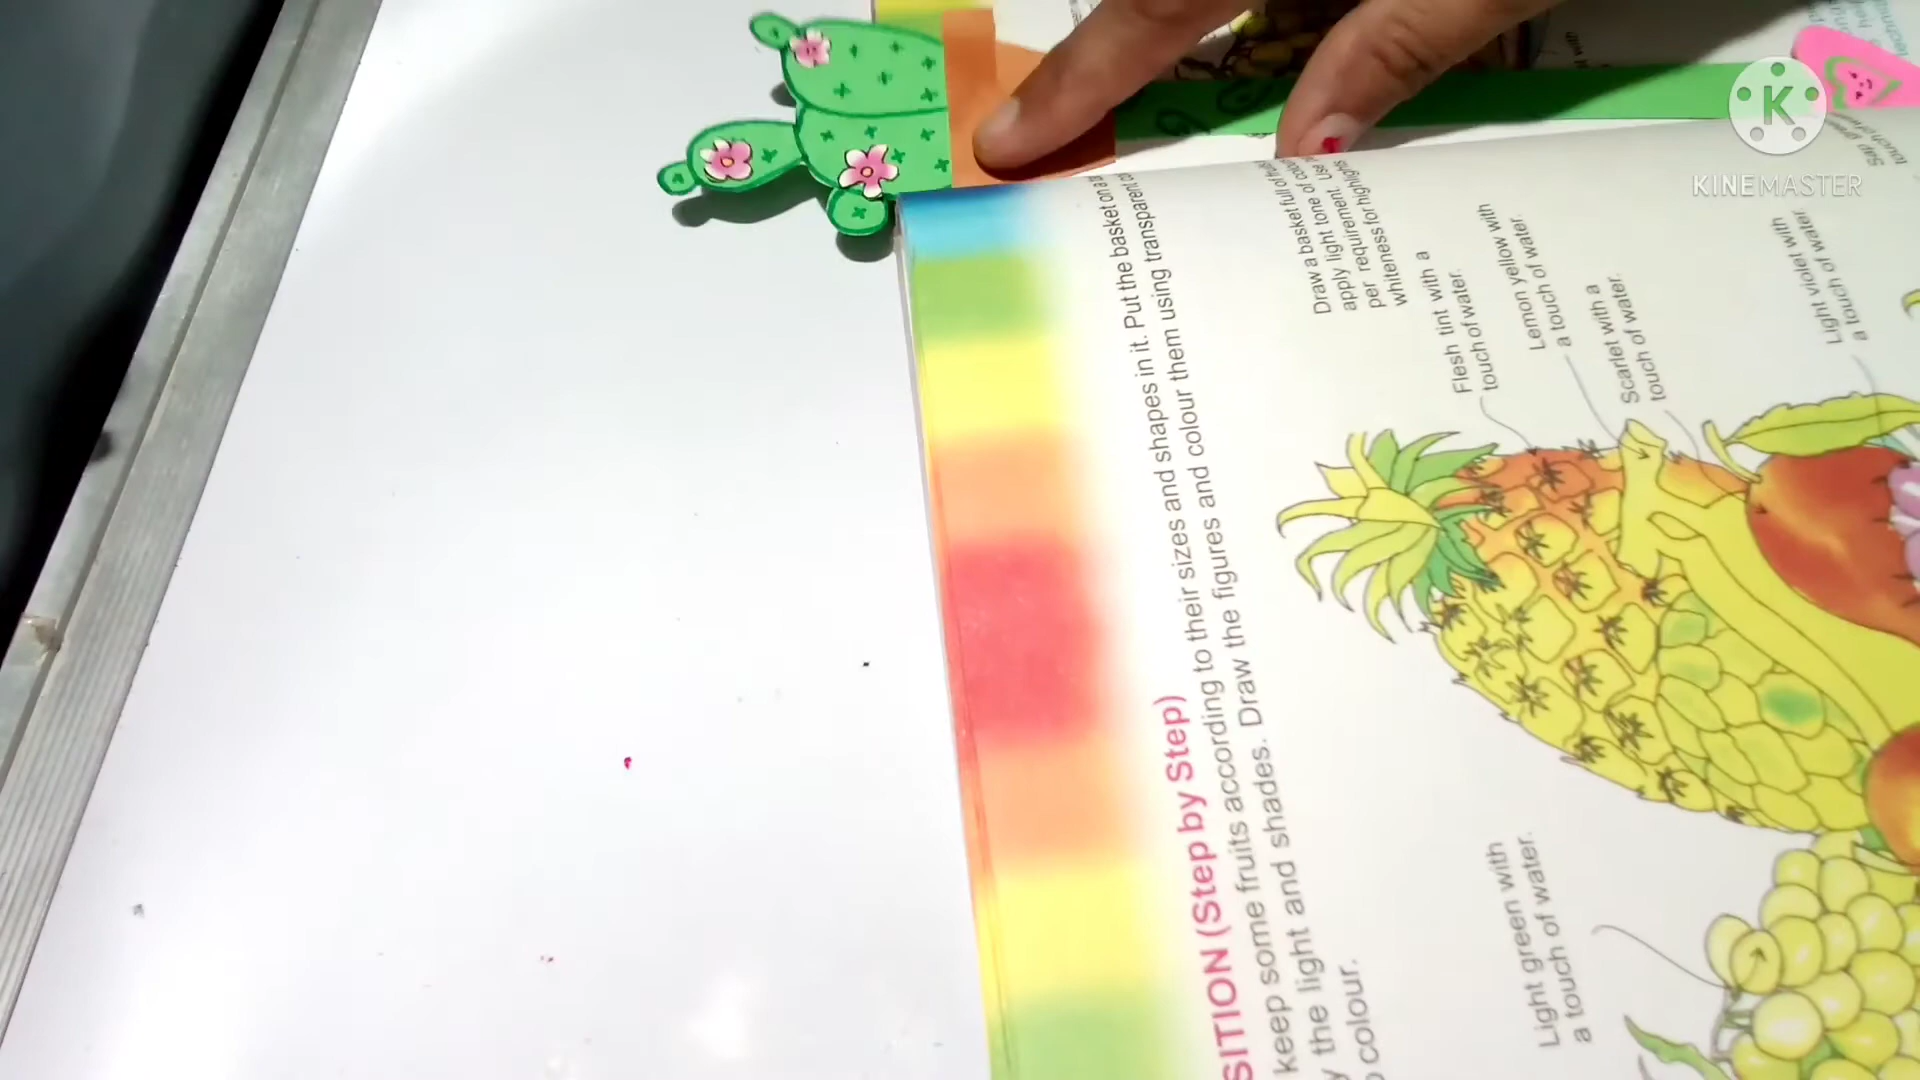 KINEMASTER
SITION (Step by Step)
keep some fruits according to their sizes and shapes in it. Put the basket on a
the light and shades. Draw the figures and colour them using transparent
colour.
Draw a basket full of fruits
apply light tone of colour
per requirement. Use
whiteness for highlights
Flesh tint with a
touch of water.
Lemon yellow with
a touch of water.
Scarlet with a
touch of water.
Light violet with
a touch of water.
Light green with
a touch of water.